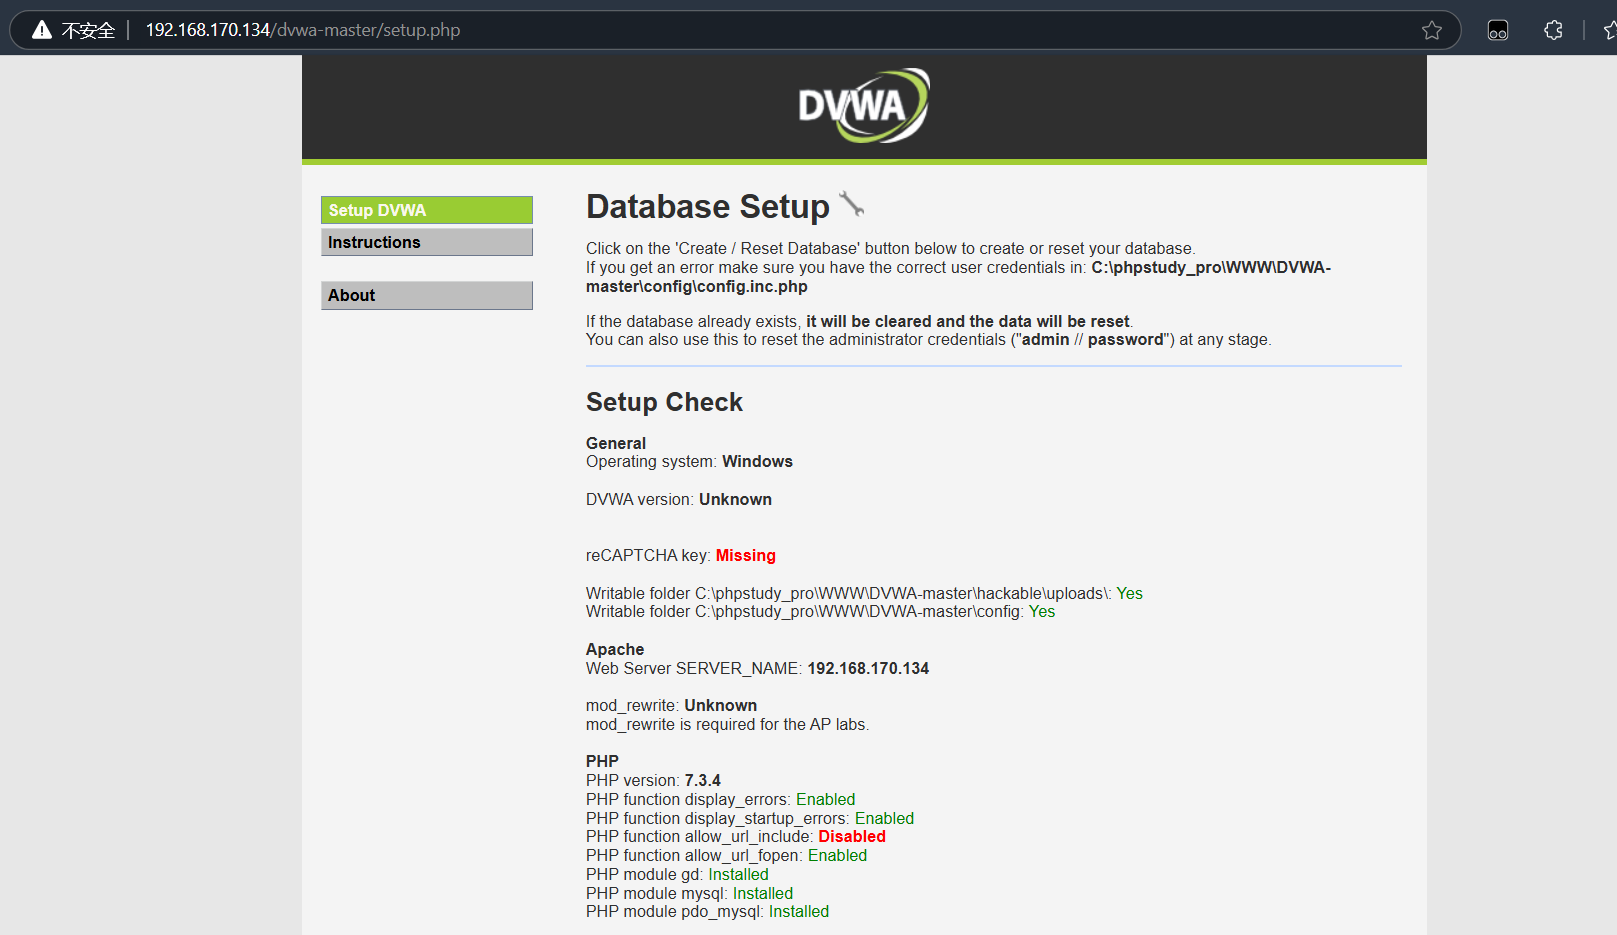 不安全 192.168.170.134/dvwa-master/setup.php
DVWA
Setup DVWA
Instructions
About
Database Setup
Click on the 'Create / Reset Database' button below to create or reset your database.
If you get an error make sure you have the correct user credentials in: C:\phpstudy_pro\WWW\DVWA-
master\config\config.inc.php
If the database already exists, it will be cleared and the data will be reset.
You can also use this to reset the administrator credentials ("admin // password") at any stage.
Setup Check
General
Operating system: Windows
DVWA version: Unknown
reCAPTCHA key: Missing
Writable folder C:\phpstudy_pro\WWW\DVWA-master\hackable\uploads\: Yes
Writable folder C:\phpstudy_pro\WWW\DVWA-master\config: Yes
Apache
Web Server SERVER_NAME: 192.168.170.134
mod_rewrite: Unknown
mod_rewrite is required for the AP labs.
PHP
PHP version: 7.3.4
PHP function display_errors: Enabled
PHP function display_startup_errors: Enabled
PHP function allow_url_include: Disabled
PHP function allow_url_fopen: Enabled
PHP module gd: Installed
PHP module mysql: Installed
PHP module pdo_mysql: Installed